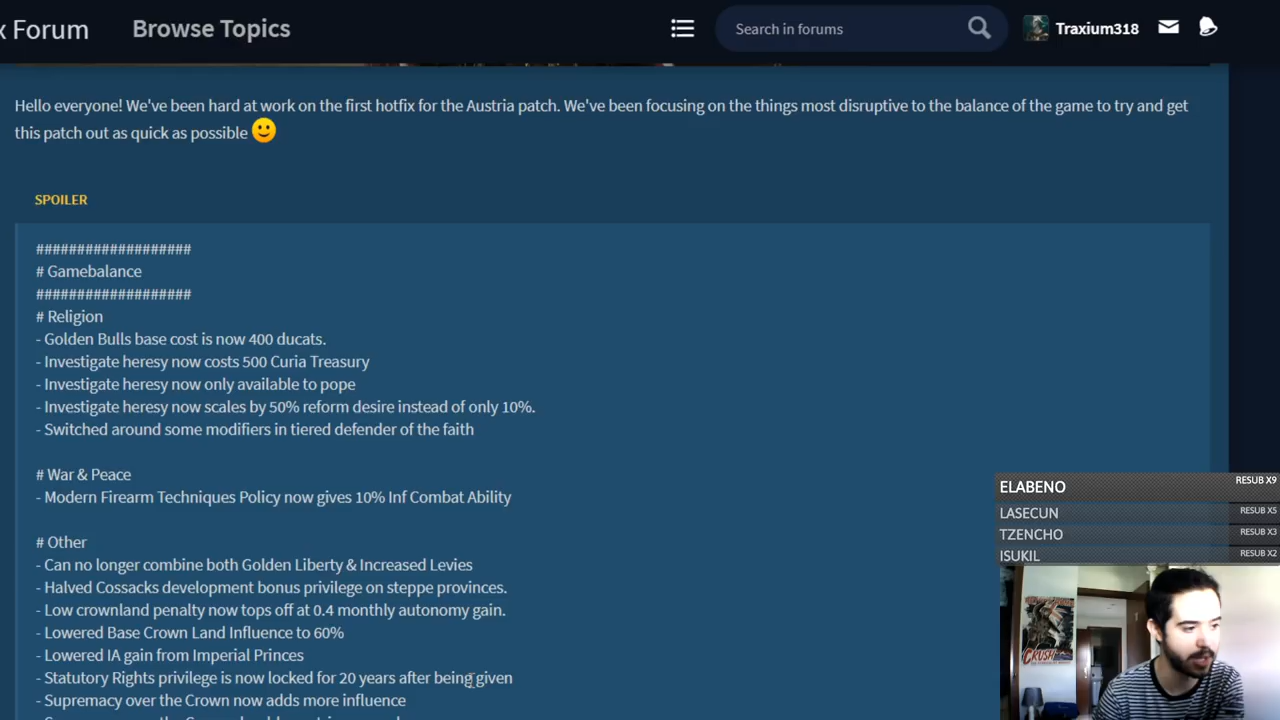 x Forum
Browse Topics
Search in forums
Traxium318
Hello everyone! We've been hard at work on the first hotfix for the Austria patch. We've been focusing on the things most disruptive to the balance of the game to try and get
this patch out as quick as possible
SPOILER
###################
# Gamebalance
###################
# Religion
- Golden Bulls base cost is now 400 ducats.
- Investigate heresy now costs 500 Curia Treasury
- Investigate heresy now only available to pope
- Investigate heresy now scales by 50% reform desire instead of only 10%.
- Switched around some modifiers in tiered defender of the faith
# War & Peace
- Modern Firearm Techniques Policy now gives 10% Inf Combat Ability
# Other
- Can no longer combine both Golden Liberty & Increased Levies
- Halved Cossacks development bonus privilege on steppe provinces.
- Low crownland penalty now tops off at 0.4 monthly autonomy gain.
- Lowered Base Crown Land Influence to 60%
- Lowered IA gain from Imperial Princes
- Statutory Rights privilege is now locked for 20 years after being given
- Supremacy over the Crown now adds more influence
ELABENO RESUB X9
LASECUN RESUB X5
TZENCHO RESUB X3
ISUKIL RESUB X2
CRUSH